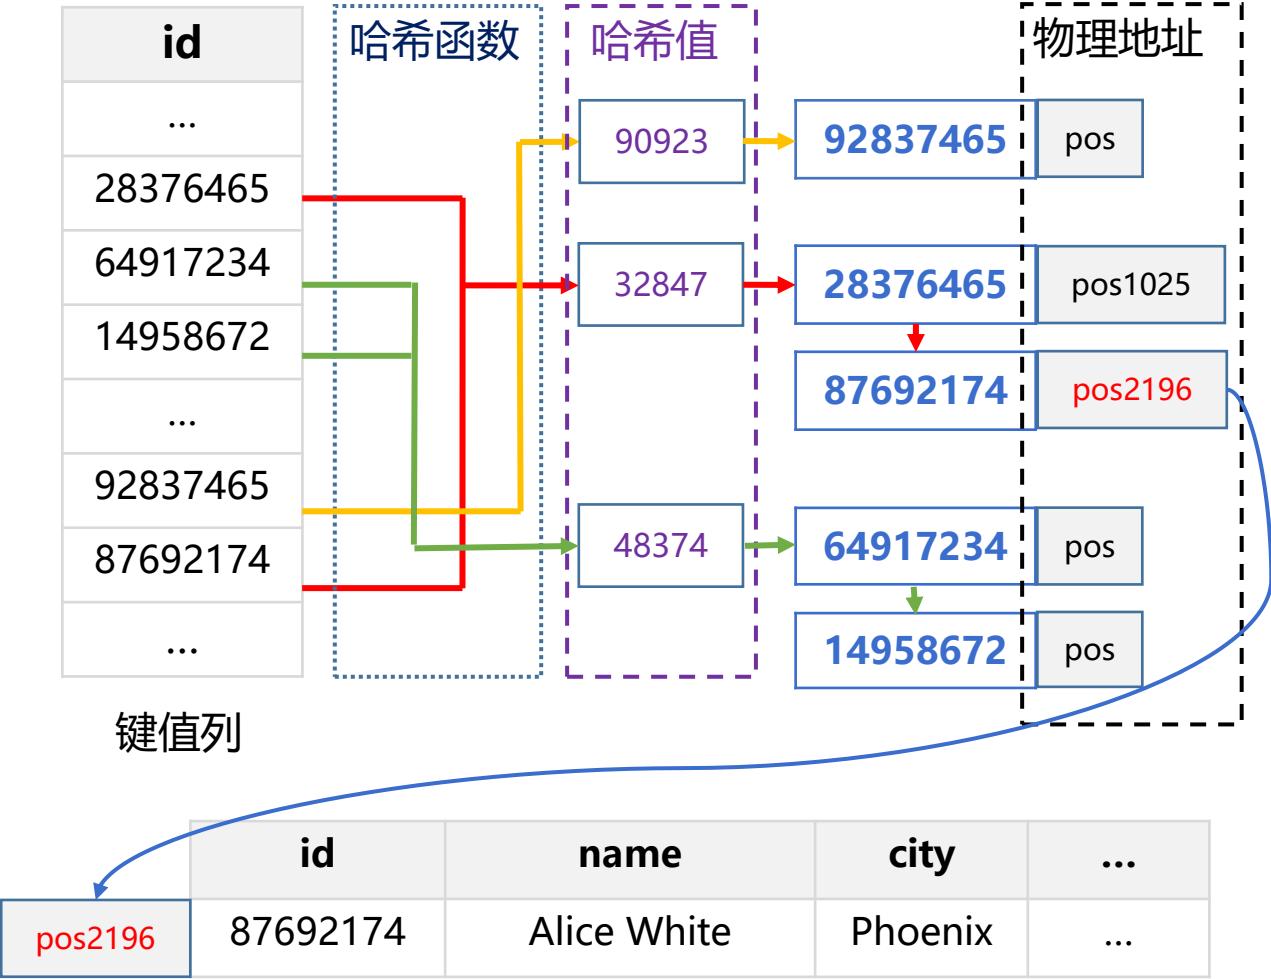 id
...
28376465
64917234
14958672
...
92837465
87692174
...
键值列
哈希函数
哈希值
90923
32847
48374
物理地址
92837465 pos
28376465 pos1025
87692174 pos2196
64917234 pos
14958672 pos
id name city ...
pos2196 87692174 Alice White Phoenix ...